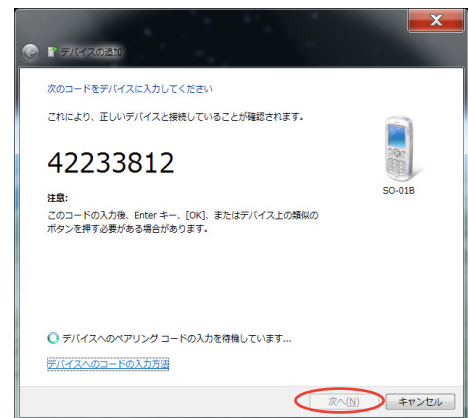 デバイスの追加
次のコードをデバイスに入力してください
これにより、正しいデバイスと接続していることが確認されます。
42233812
SO-01B
注意:
このコードの入力後、Enter キー、[OK]、またはデバイス上の類似の
ボタンを押す必要がある場合があります。
デバイスへのペアリング コードの入力を待機しています...
デバイスへのコードの入力方法
次へ(N)
キャンセル